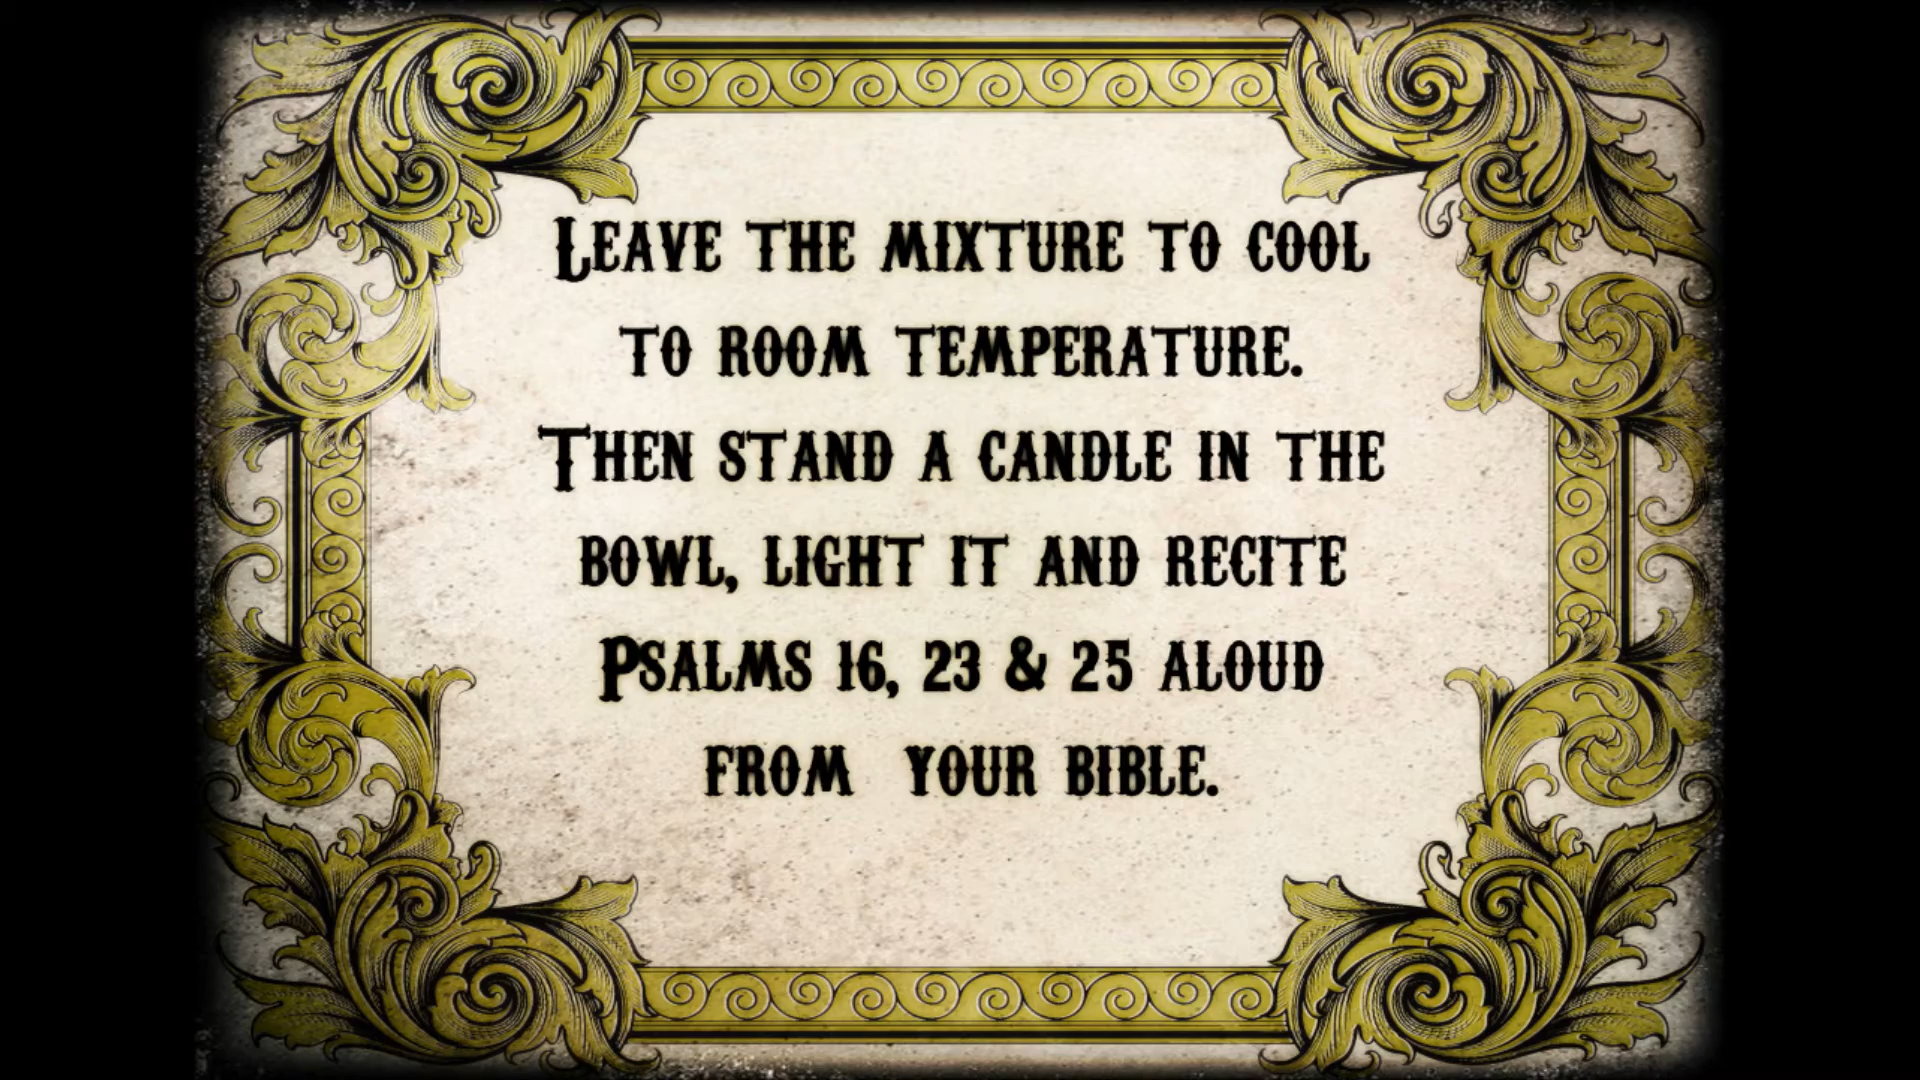 Leave the mixture to cool
to room temperature.
Then stand a candle in the
bowl, light it and recite
Psalms 16, 23 & 25 aloud
from  your bible.